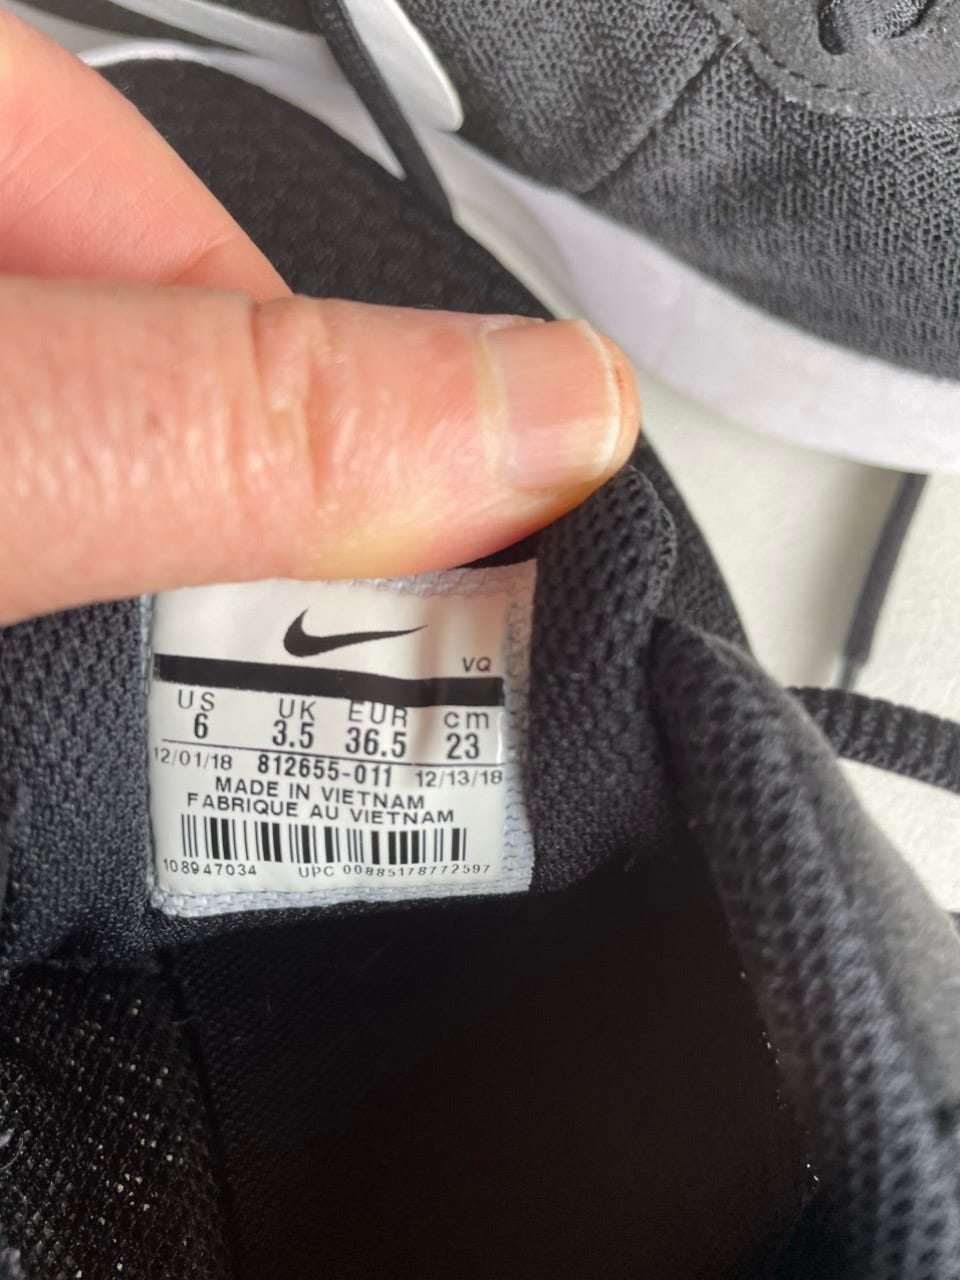 VQ
US UK EUR cm
6 3.5 36.5 23
12/01/18 812655-011 12/13/18
MADE IN VIETNAM
FABRIQUE AU VIETNAM
108947034 UPC 00885178772597